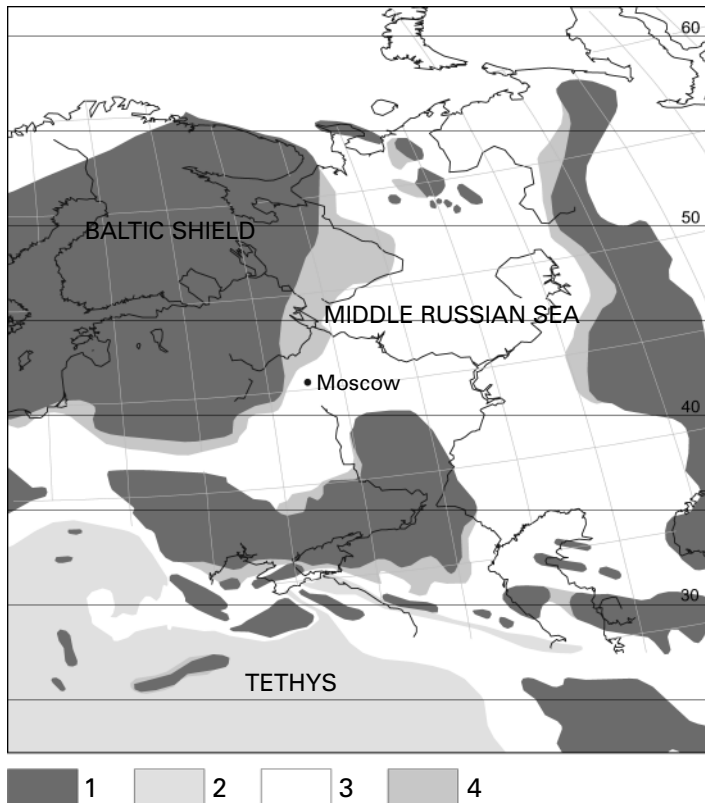 60
50
BALTIC SHIELD
MIDDLE RUSSIAN SEA
Moscow
40
30
TETHYS
1 2 3 4